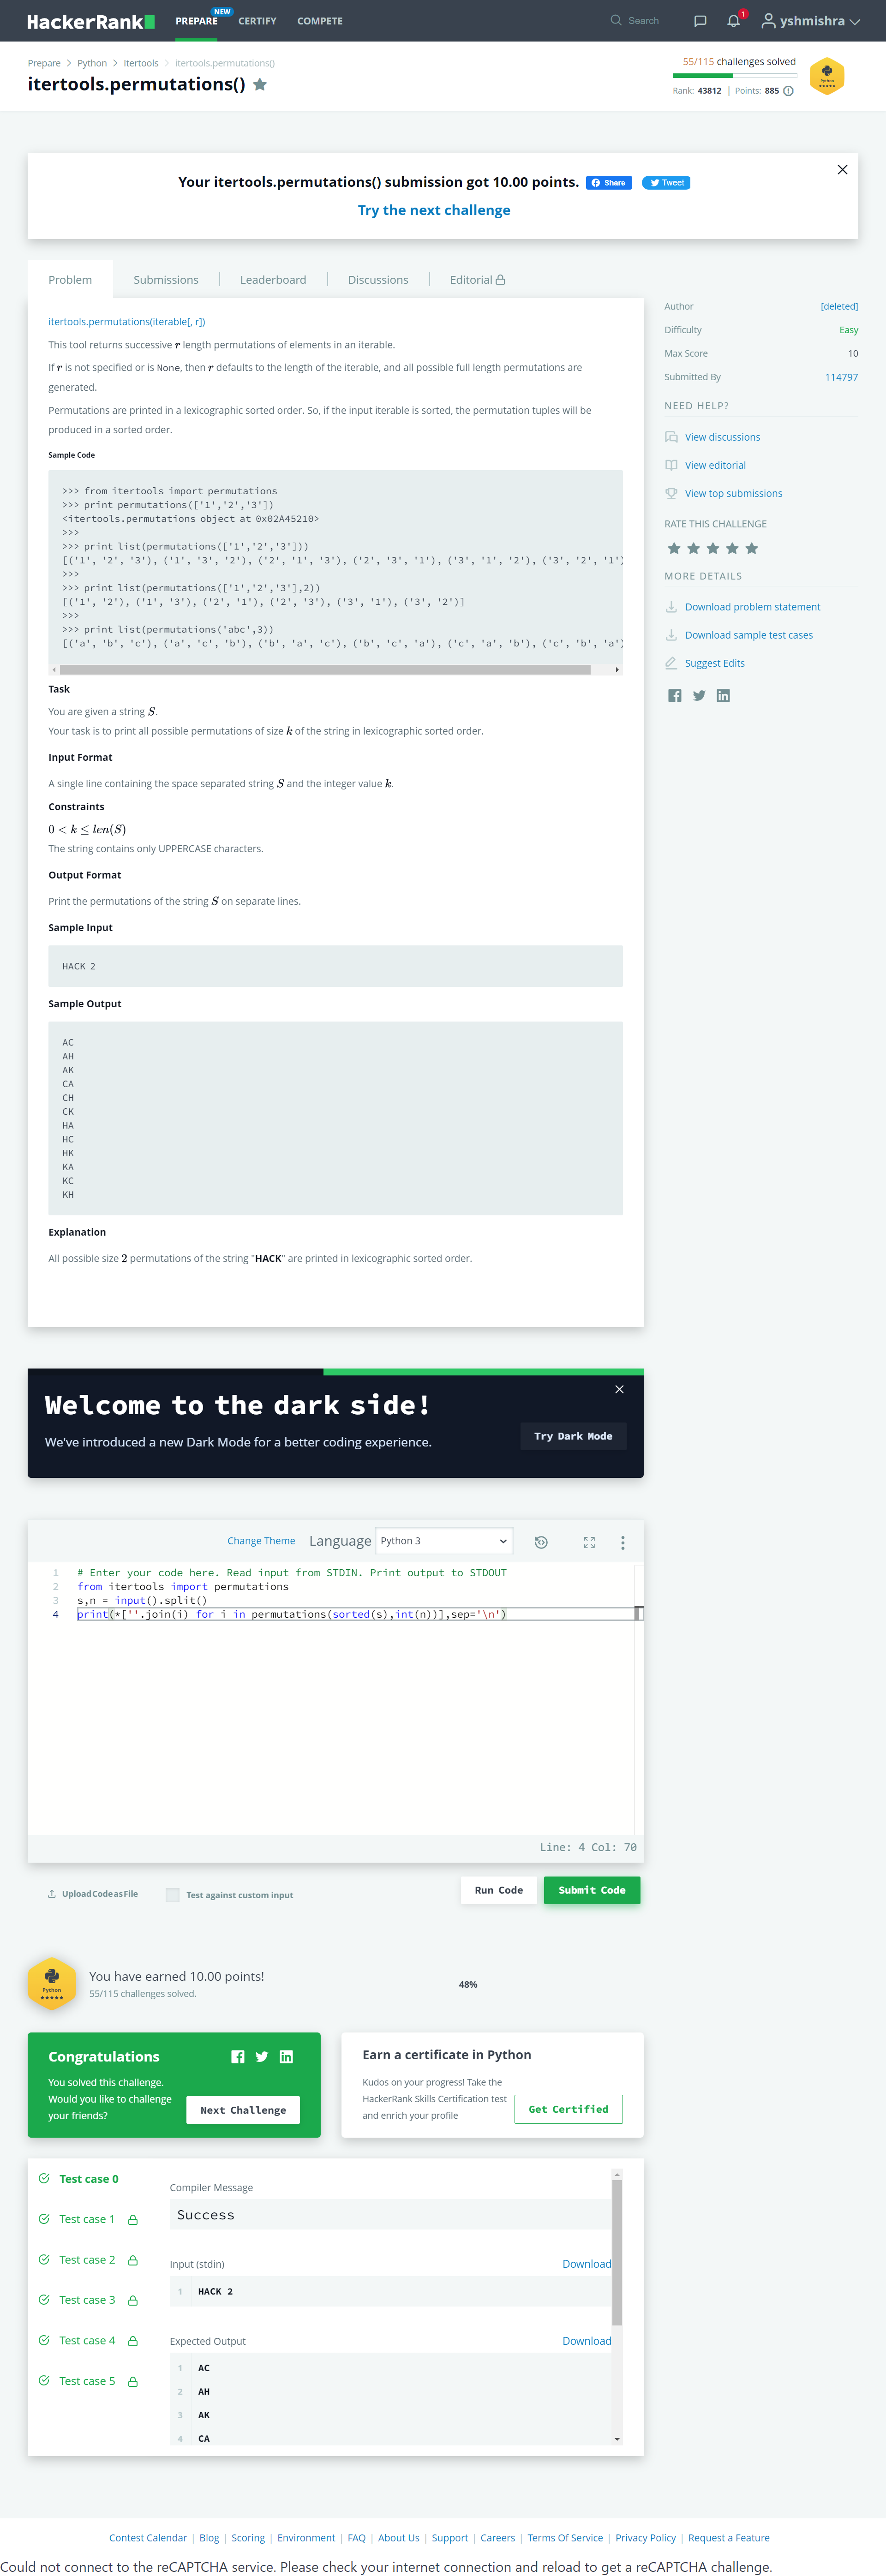 HackerRank
PREPARE NEW CERTIFY COMPETE Search 1 yshmishra
Prepare > Python > Itertools > itertools.permutations()
itertools.permutations()
55/115 challenges solved
Rank: 43812 | Points: 885
Python
Your itertools.permutations() submission got 10.00 points. Share Tweet
Try the next challenge
Problem Submissions Leaderboard Discussions Editorial
itertools.permutations(iterable[, r])
This tool returns successive r length permutations of elements in an iterable.
If r is not specified or is None, then r defaults to the length of the iterable, and all possible full length permutations are
generated.
Permutations are printed in a lexicographic sorted order. So, if the input iterable is sorted, the permutation tuples will be
produced in a sorted order.
Sample Code
>>> from itertools import permutations
>>> print permutations(['1','2','3'])
<itertools.permutations object at 0x02A45210>
>>>
>>> print list(permutations(['1','2','3']))
[('1', '2', '3'), ('1', '3', '2'), ('2', '1', '3'), ('2', '3', '1'), ('3', '1', '2'), ('3', '2', '1')
>>>
>>> print list(permutations(['1','2','3'],2))
[('1', '2'), ('1', '3'), ('2', '1'), ('2', '3'), ('3', '1'), ('3', '2')]
>>>
>>> print list(permutations('abc',3))
[('a', 'b', 'c'), ('a', 'c', 'b'), ('b', 'a', 'c'), ('b', 'c', 'a'), ('c', 'a', 'b'), ('c', 'b', 'a')
Task
You are given a string S.
Your task is to print all possible permutations of size k of the string in lexicographic sorted order.
Input Format
A single line containing the space separated string S and the integer value k.
Constraints
0 < k ≤ len(S)
The string contains only UPPERCASE characters.
Output Format
Print the permutations of the string S on separate lines.
Sample Input
HACK 2
Sample Output
AC
AH
AK
CA
CH
CK
HA
HC
HK
KA
KC
KH
Explanation
All possible size 2 permutations of the string "HACK" are printed in lexicographic sorted order.
Author [deleted]
Difficulty Easy
Max Score 10
Submitted By 114797
NEED HELP?
View discussions
View editorial
View top submissions
RATE THIS CHALLENGE
MORE DETAILS
Download problem statement
Download sample test cases
Suggest Edits
Welcome to the dark side!
We've introduced a new Dark Mode for a better coding experience.
Try Dark Mode
Change Theme Language Python 3
1 # Enter your code here. Read input from STDIN. Print output to STDOUT
2 from itertools import permutations
3 s,n = input().split()
4 print(*[''.join(i) for i in permutations(sorted(s),int(n))],sep='\n')
Line: 4 Col: 70
Upload Code as File Test against custom input Run Code Submit Code
Python
You have earned 10.00 points!
55/115 challenges solved.
48%
Congratulations
You solved this challenge.
Would you like to challenge
your friends?
Next Challenge
Earn a certificate in Python
Kudos on your progress! Take the
HackerRank Skills Certification test
and enrich your profile
Get Certified
Test case 0
Test case 1
Test case 2
Test case 3
Test case 4
Test case 5
Compiler Message
Success
Input (stdin) Download
1 HACK 2
Expected Output Download
1 AC
2 AH
3 AK
4 CA
Contest Calendar | Blog | Scoring | Environment | FAQ | About Us | Support | Careers | Terms Of Service | Privacy Policy | Request a Feature
Could not connect to the reCAPTCHA service. Please check your internet connection and reload to get a reCAPTCHA challenge.